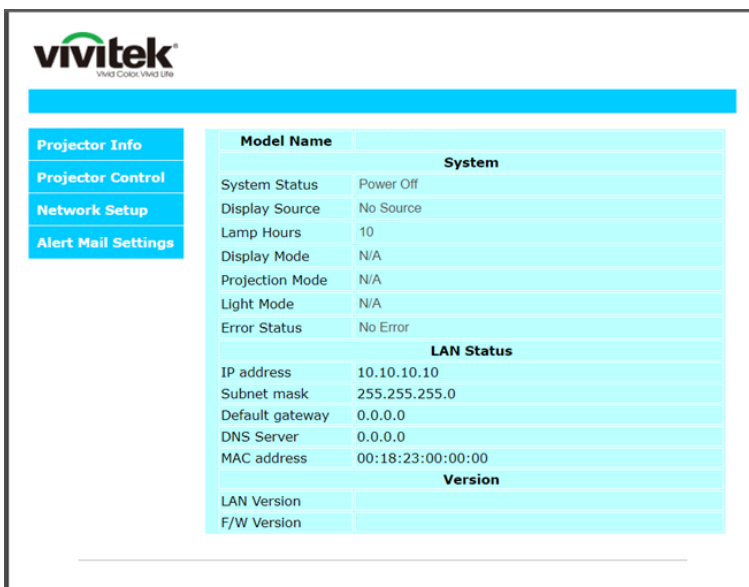 vivitek
Vivid Color. Vivid Life
Projector Info
Projector Control
Network Setup
Alert Mail Settings
Model Name
System
System Status Power Off
Display Source No Source
Lamp Hours 10
Display Mode N/A
Projection Mode N/A
Light Mode N/A
Error Status No Error
LAN Status
IP address 10.10.10.10
Subnet mask 255.255.255.0
Default gateway 0.0.0.0
DNS Server 0.0.0.0
MAC address 00:18:23:00:00:00
Version
LAN Version
F/W Version